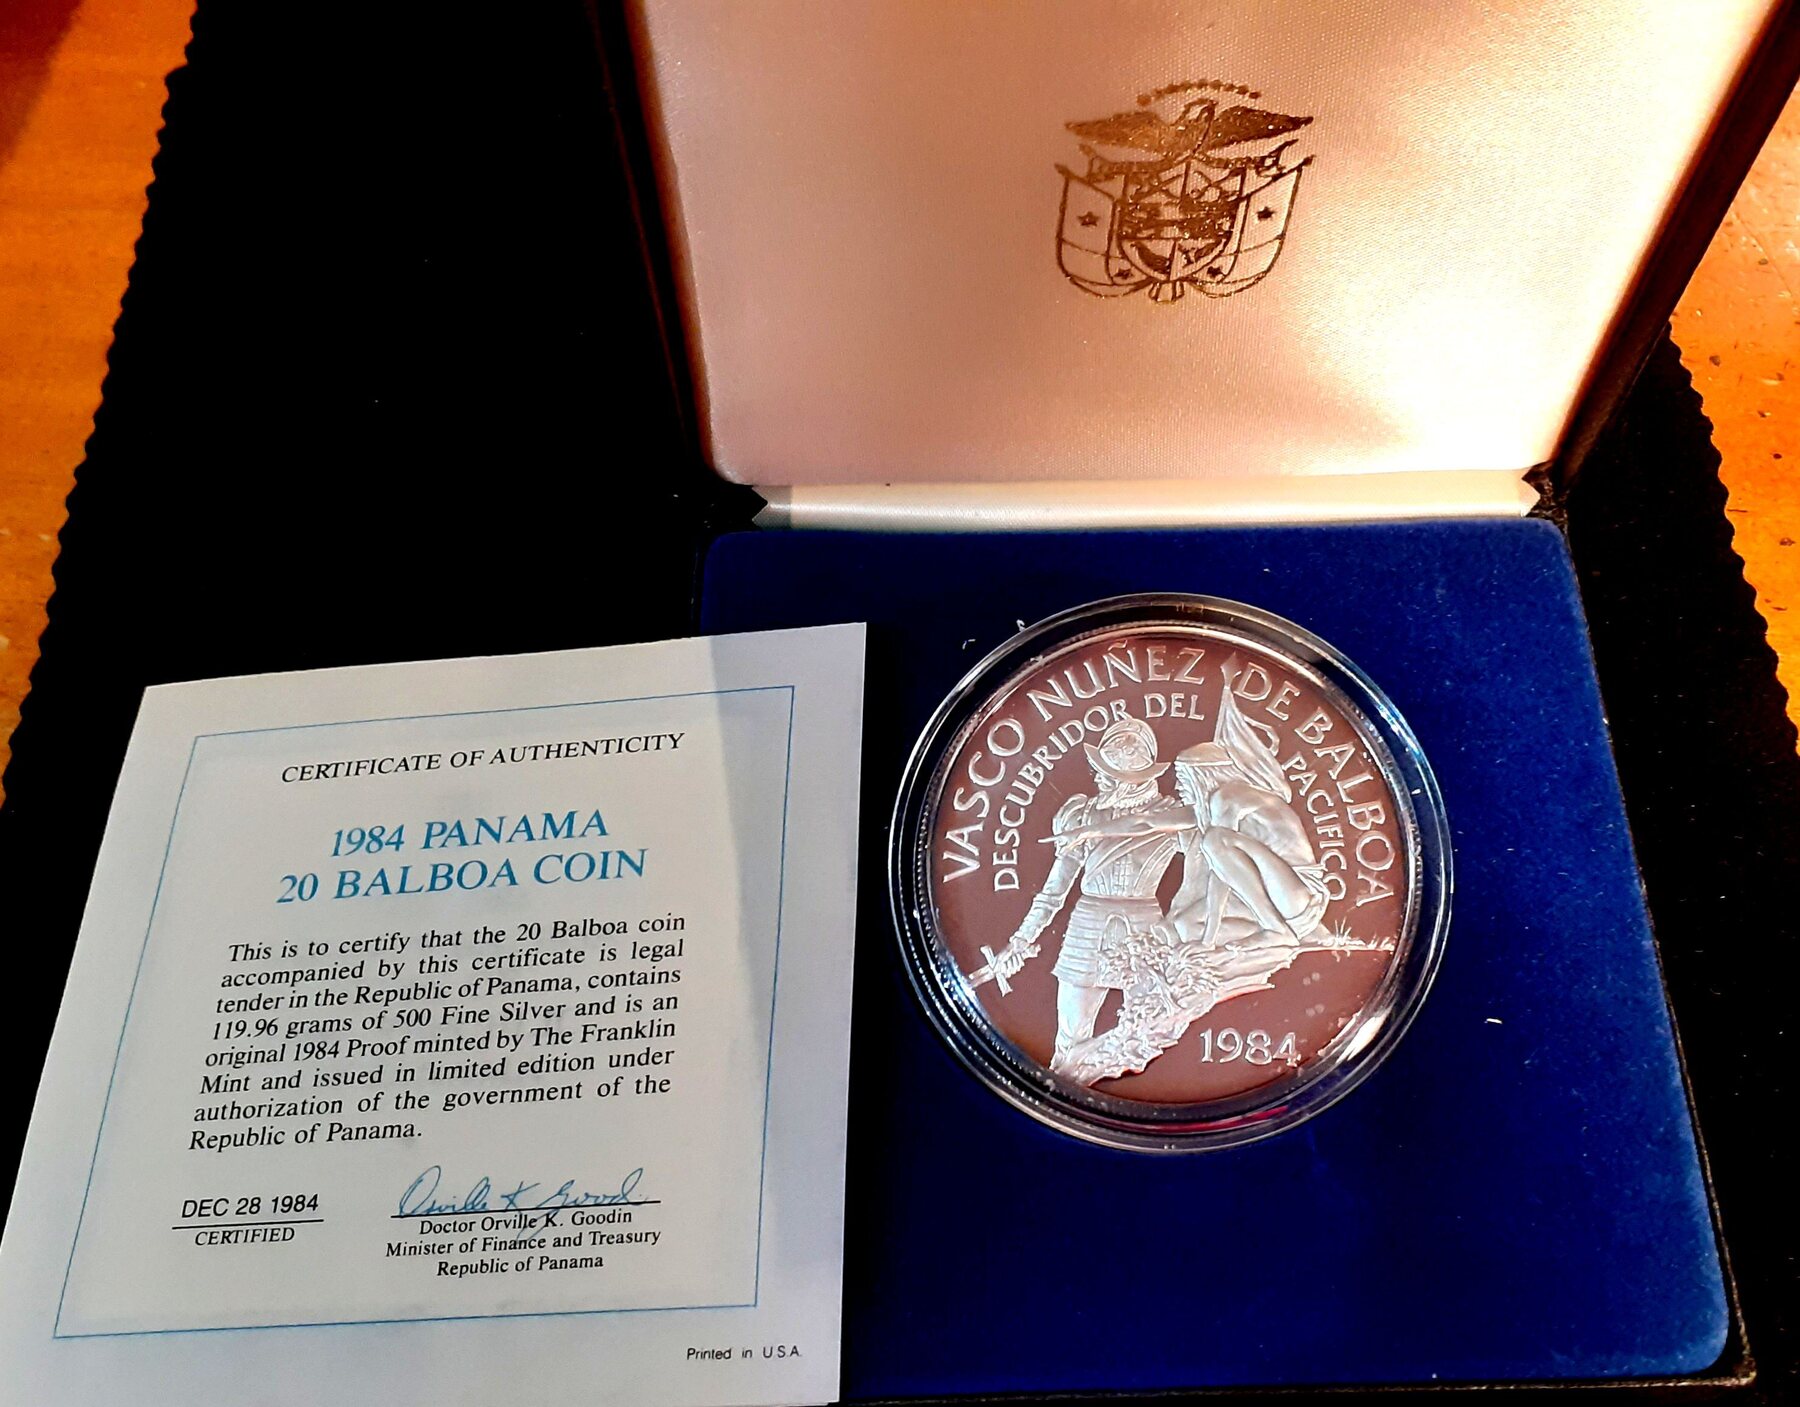 CERTIFICATE OF AUTHENTICITY
1984 PANAMA
20 BALBOA COIN
This is to certify that the 20 Balboa coin
accompanied by this certificate is legal
tender in the Republic of Panama, contains
119.96 grams of 500 Fine Silver and is an
original 1984 Proof minted by The Franklin
Mint and issued in limited edition under
authorization of the government of the
Republic of Panama.
DEC 28 1984
CERTIFIED
Orville K. Goodin
Doctor Orville K. Goodin
Minister of Finance and Treasury
Republic of Panama
Printed in U.S.A.
VASCO NUÑEZ DE BALBOA
DESCUBRIDOR DEL PACIFICO
1984